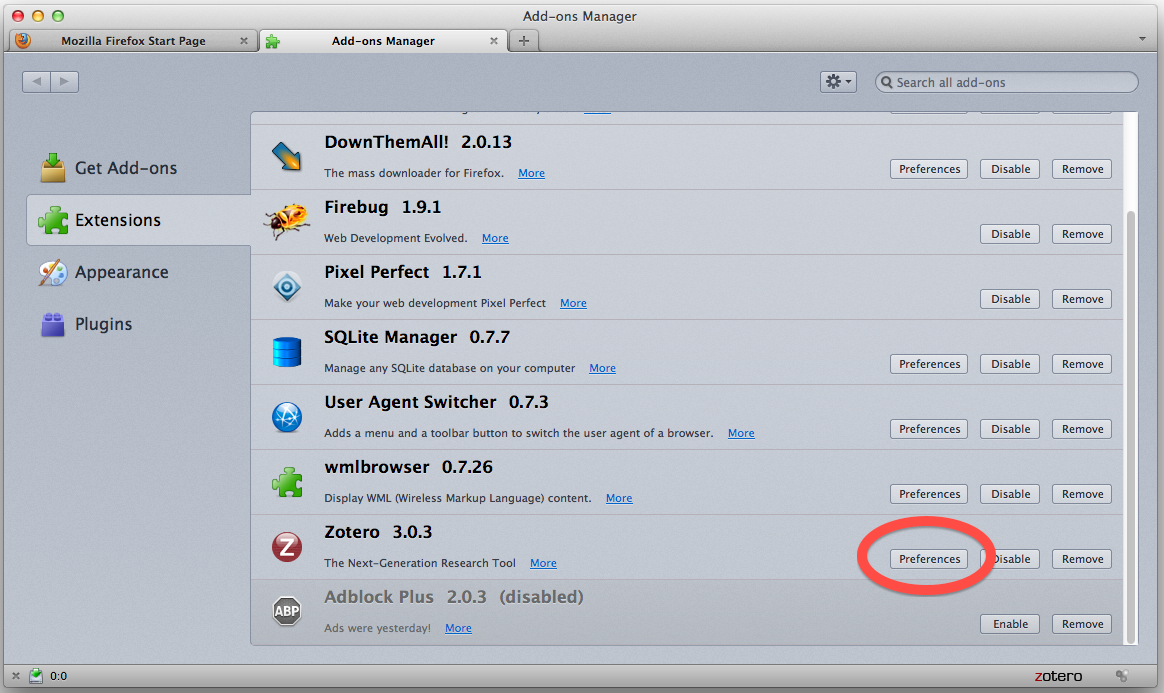 Add-ons Manager
Mozilla Firefox Start Page
Add-ons Manager
Search all add-ons
Get Add-ons
Extensions
Appearance
Plugins
DownThemAll! 2.0.13
The mass downloader for Firefox. More
Preferences Disable Remove
Firebug 1.9.1
Web Development Evolved. More
Disable Remove
Pixel Perfect 1.7.1
Make your web development Pixel Perfect More
Disable Remove
SQLite Manager 0.7.7
Manage any SQLite database on your computer More
Preferences Disable Remove
User Agent Switcher 0.7.3
Adds a menu and a toolbar button to switch the user agent of a browser. More
Preferences Disable Remove
wmlbrowser 0.7.26
Display WML (Wireless Markup Language) content. More
Preferences Disable Remove
Z
Zotero 3.0.3
The Next-Generation Research Tool More
Preferences Disable Remove
ABP
Adblock Plus 2.0.3 (disabled)
Ads were yesterday! More
Enable Remove
0:0
zotero